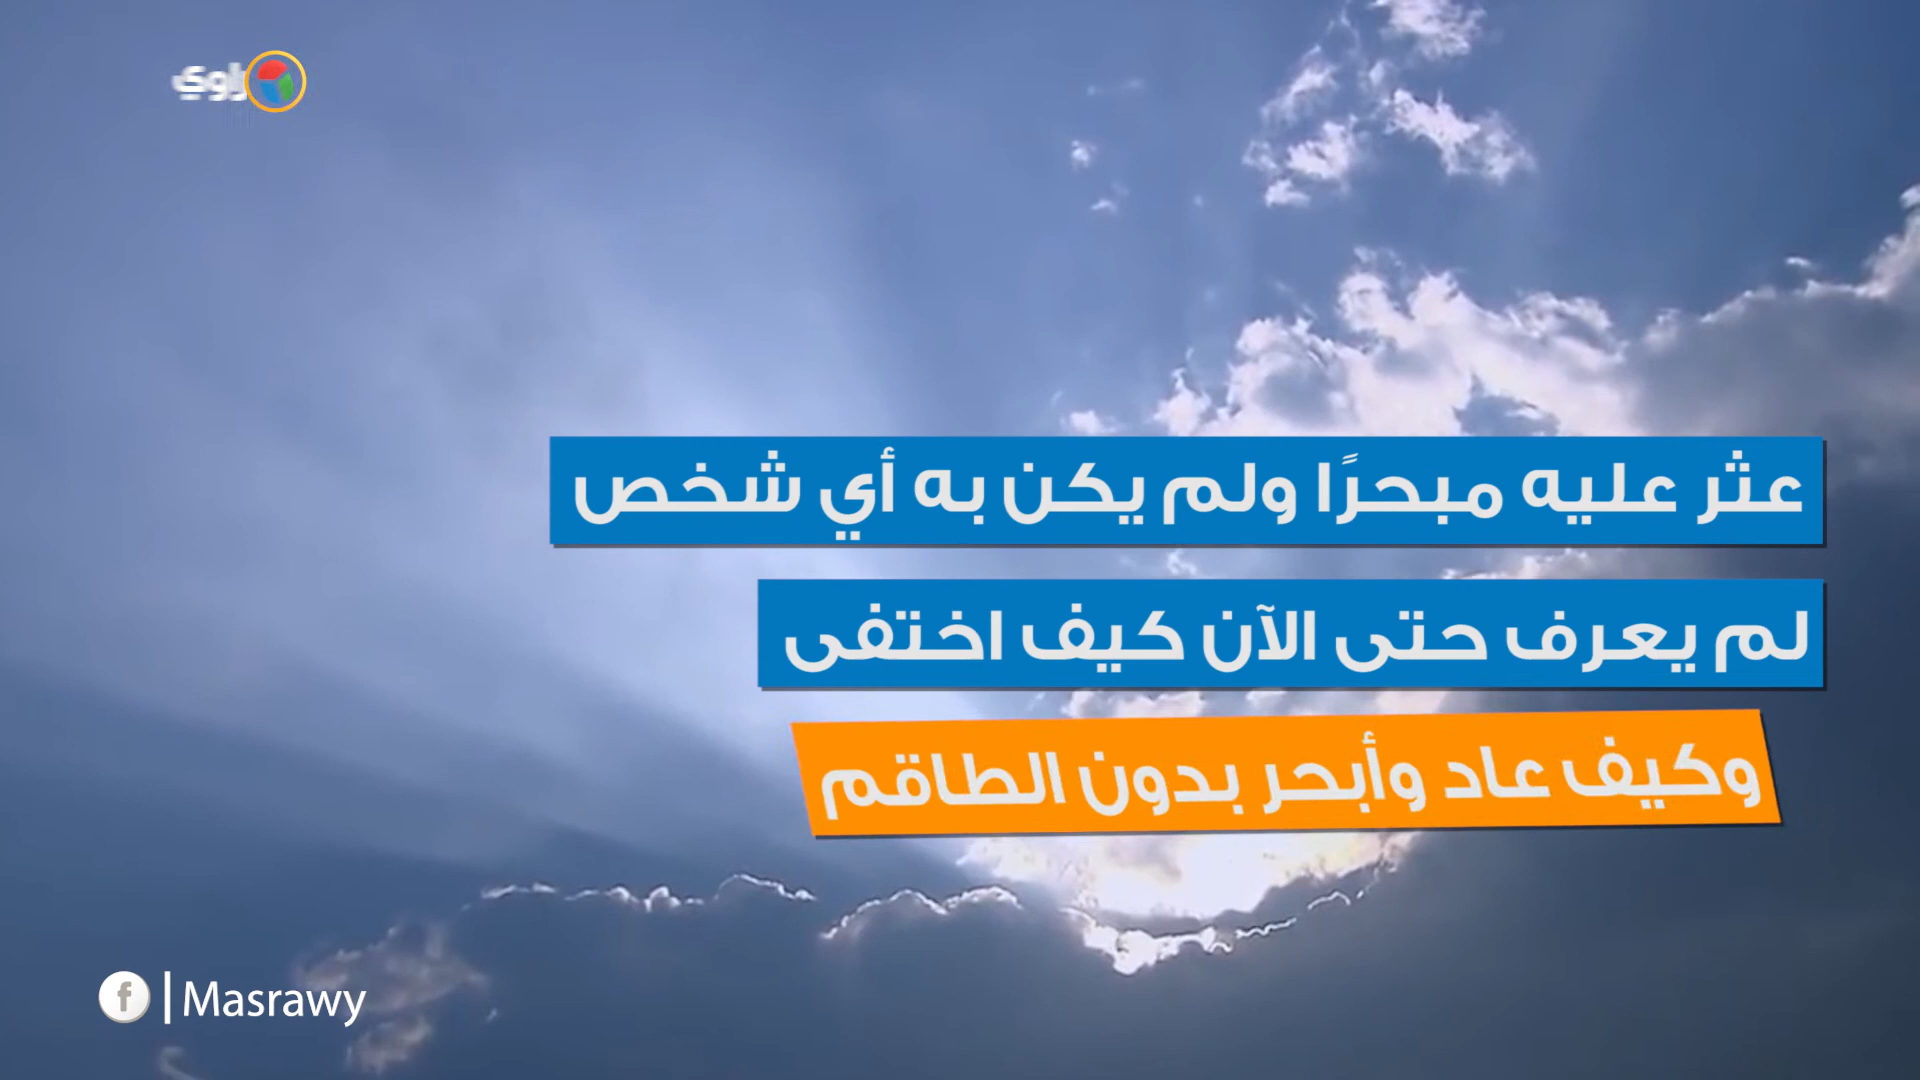 عثر عليه مبحرًا ولم يكن به أي شخص
لم يعرف حتى الآن كيف اختفى
وكيف عاد وأبحر بدون الطاقم
f | Masrawy